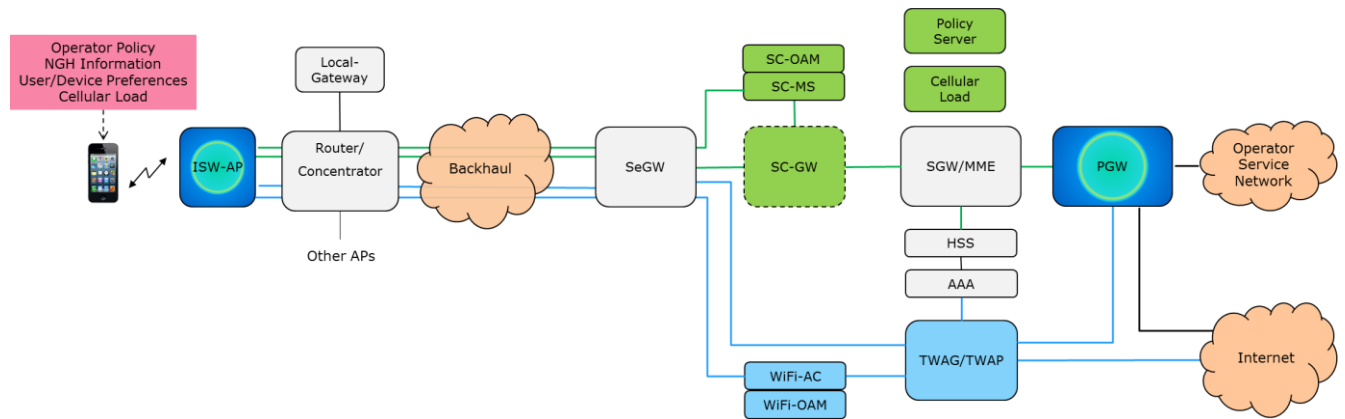 Operator Policy
NGH Information
User/Device Preferences
Cellular Load
Local-
Gateway
ISW-AP
Router/
Concentrator
Other APs
Backhaul
SeGW
SC-OAM
SC-MS
SC-GW
Policy
Server
Cellular
Load
SGW/MME
HSS
AAA
TWAG/TWAP
WiFi-AC
WiFi-OAM
PGW
Operator
Service
Network
Internet